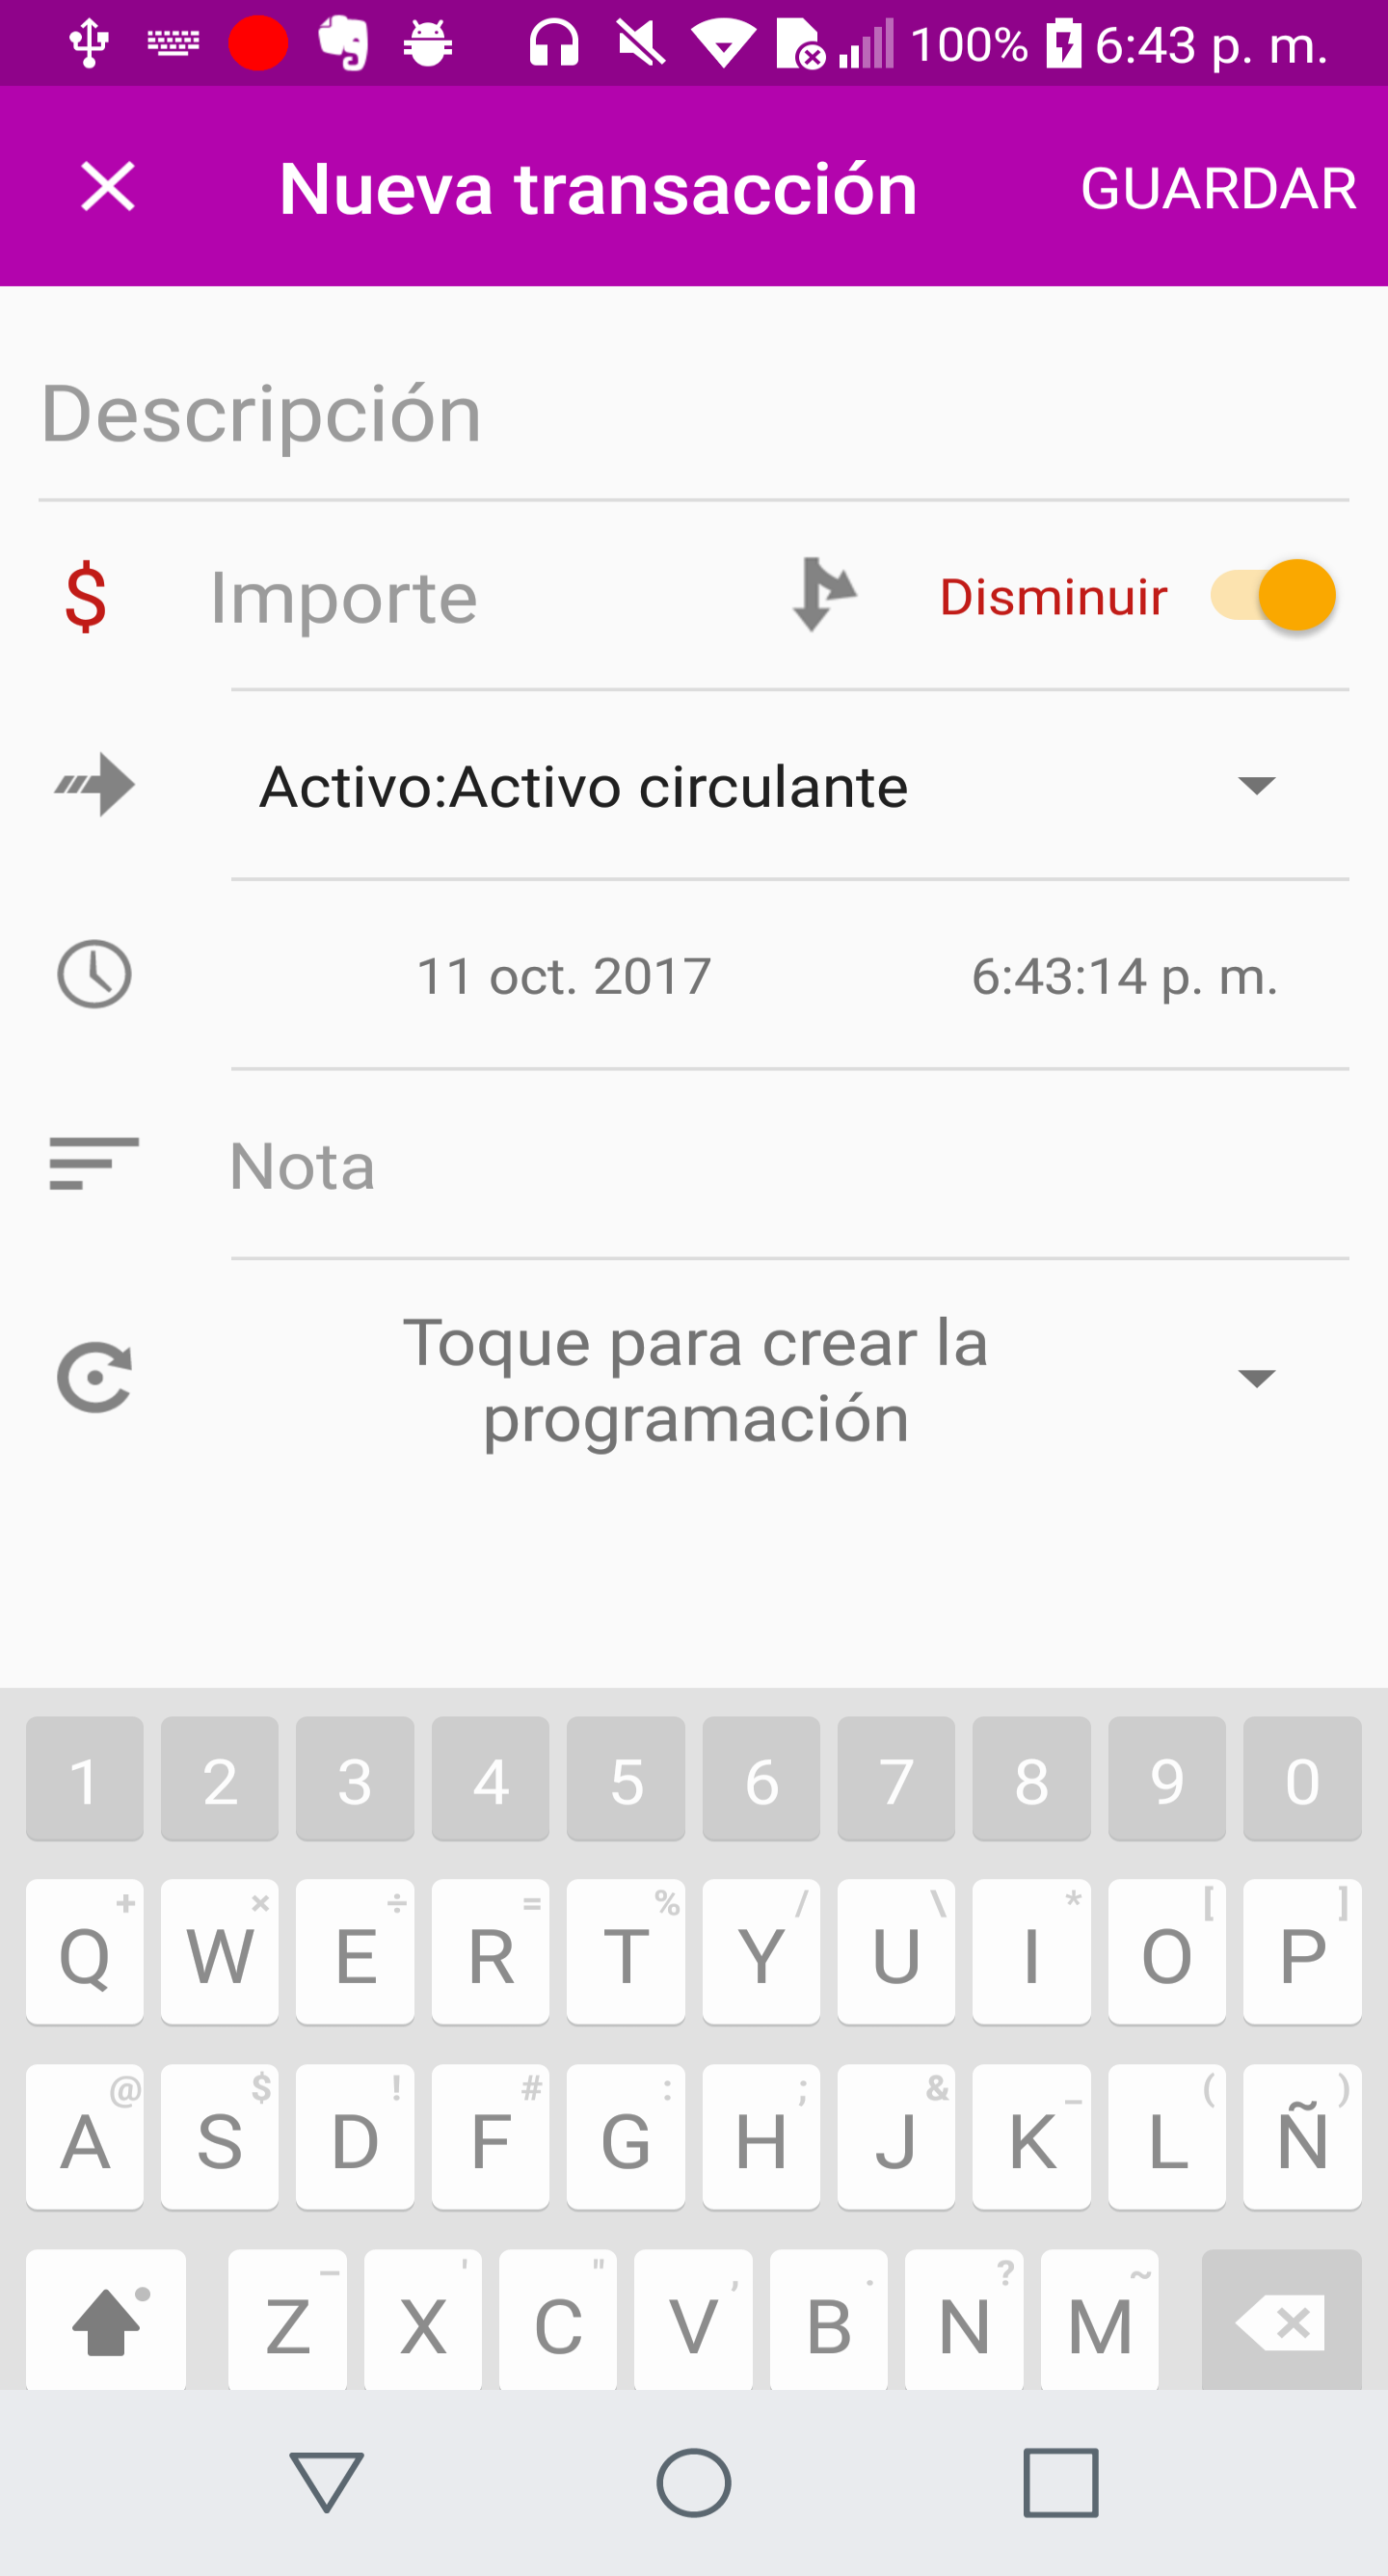 100% 6:43 p. m.
Nueva transacción GUARDAR
Descripción
$ Importe Disminuir
Activo:Activo circulante
11 oct. 2017 6:43:14 p. m.
Nota
Toque para crear la
programación
1 2 3 4 5 6 7 8 9 0
+ × ÷ = % / \ * [ ]
Q W E R T Y U I O P
@ $ ! # : ; & _ ( )
A S D F G H J K L Ñ
– ' " , . ? ~
Z X C V B N M